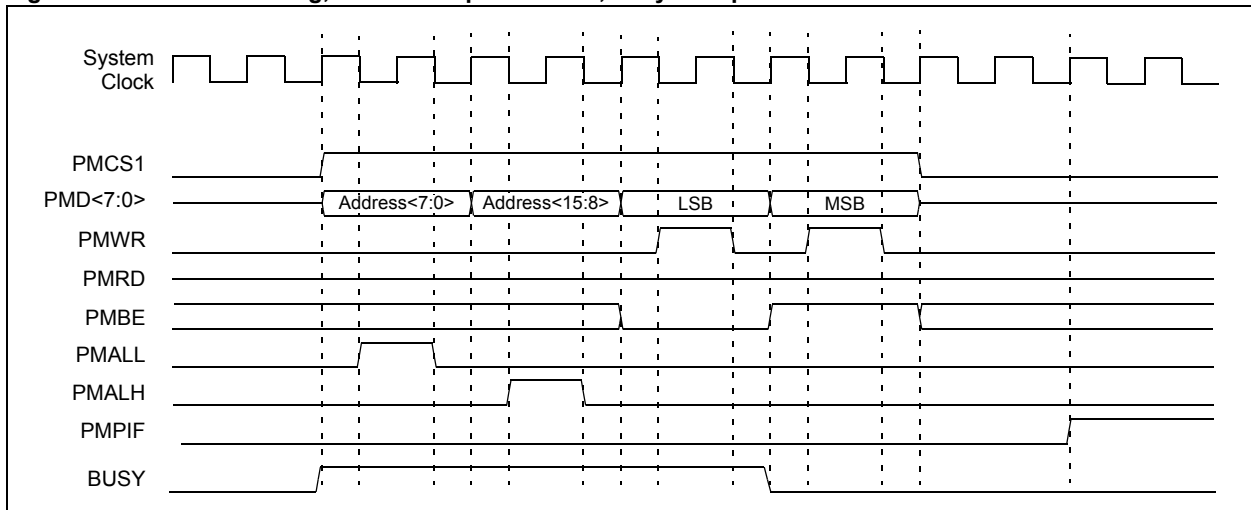 System
Clock
PMCS1
PMD<7:0>
Address<7:0> Address<15:8> LSB MSB
PMWR
PMRD
PMBE
PMALL
PMALH
PMPIF
BUSY